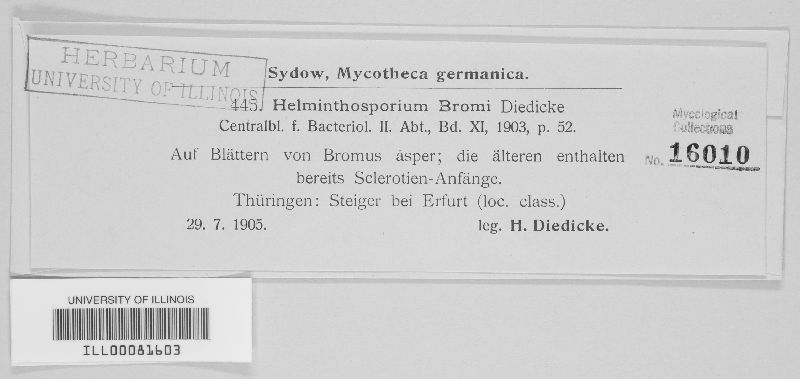 HERBARIUM
UNIVERSITY OF ILLINOIS
Sydow, Mycotheca germanica.
445. Helminthosporium Bromi Diedicke
Centralbl. f. Bacteriol. II. Abt., Bd. XI, 1903, p. 52.
Auf Blättern von Bromus asper; die älteren enthalten
bereits Sclerotien-Anfänge.
Thüringen: Steiger bei Erfurt (loc. class.)
29. 7. 1905. leg. H. Diedicke.
Mycological
Collections
No. 16010
UNIVERSITY OF ILLINOIS
ILL00081603